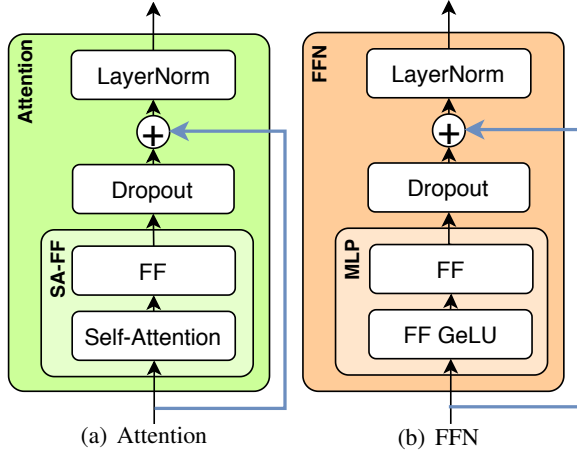 Attention
LayerNorm
+
Dropout
SA-FF
FF
Self-Attention
(a) Attention
FFN
LayerNorm
+
Dropout
MLP
FF
FF GeLU
(b) FFN